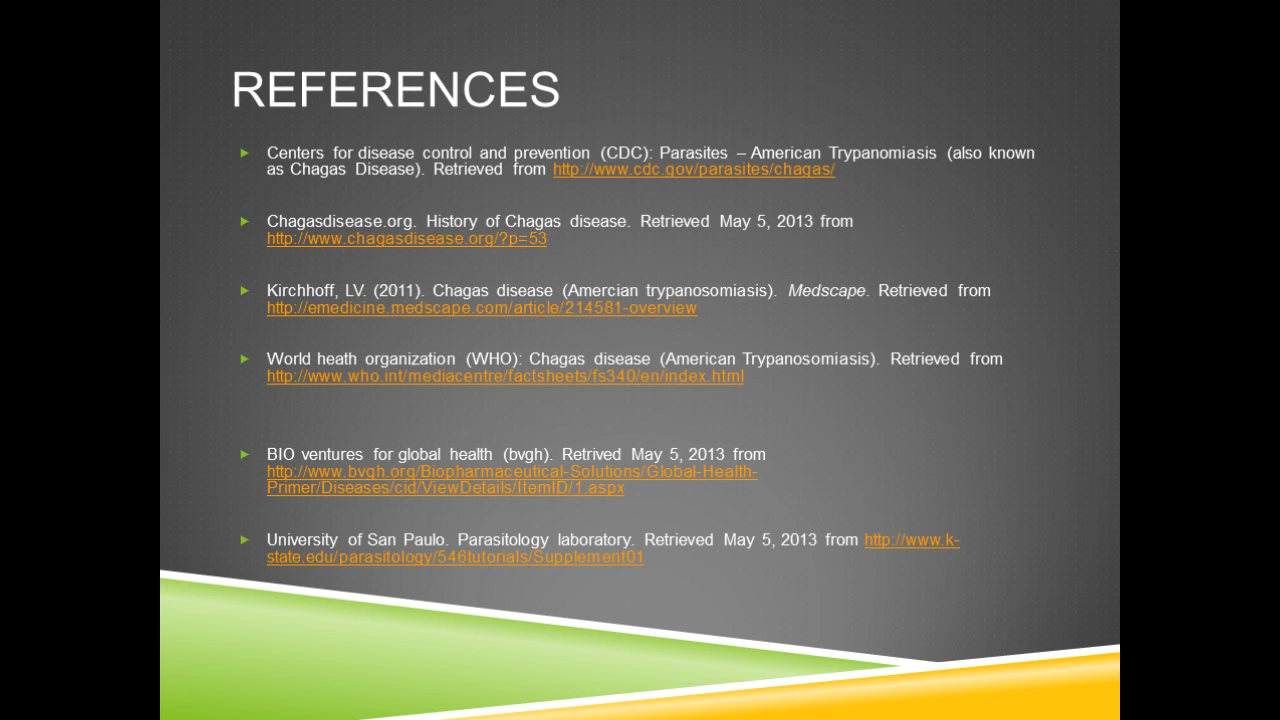 REFERENCES
Centers for disease control and prevention (CDC): Parasites – American Trypanomiasis (also known
as Chagas Disease). Retrieved from http://www.cdc.gov/parasites/chagas/
Chagasdisease.org. History of Chagas disease. Retrieved May 5, 2013 from
http://www.chagasdisease.org/?p=53
Kirchhoff, LV. (2011). Chagas disease (Amercian trypanosomiasis). Medscape. Retrieved from
http://emedicine.medscape.com/article/214581-overview
World heath organization (WHO): Chagas disease (American Trypanosomiasis). Retrieved from
http://www.who.int/mediacentre/factsheets/fs340/en/index.html
BIO ventures for global health (bvgh). Retrived May 5, 2013 from
http://www.bvgh.org/Biopharmaceutical-Solutions/Global-Health-
Primer/Diseases/cid/ViewDetails/ItemID/1.aspx
University of San Paulo. Parasitology laboratory. Retrieved May 5, 2013 from http://www.k-
state.edu/parasitology/546tutorials/Supplement01